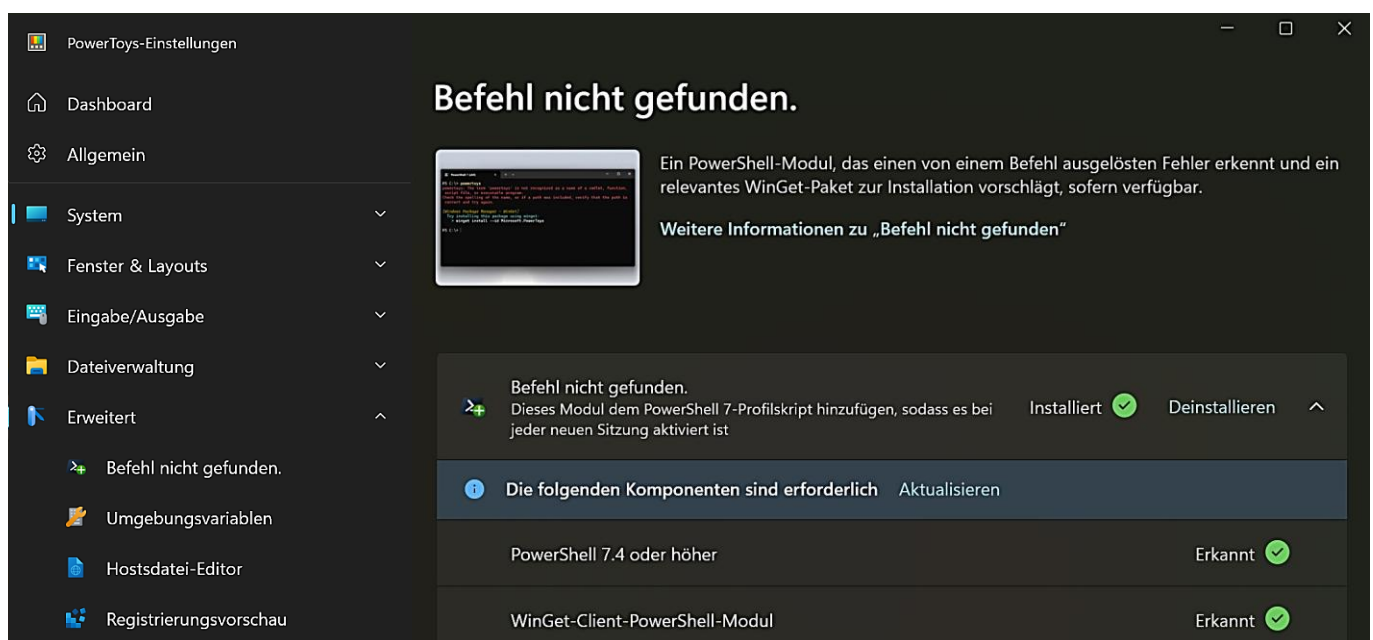 PowerToys-Einstellungen
Dashboard
Allgemein
System
Fenster & Layouts
Eingabe/Ausgabe
Dateiverwaltung
Erweitert
Befehl nicht gefunden.
Umgebungsvariablen
Hostsdatei-Editor
Registrierungsvorschau
Befehl nicht gefunden.
Ein PowerShell-Modul, das einen von einem Befehl ausgelösten Fehler erkennt und ein
relevantes WinGet-Paket zur Installation vorschlägt, sofern verfügbar.
Weitere Informationen zu „Befehl nicht gefunden“
Befehl nicht gefunden.
Dieses Modul dem PowerShell 7-Profilskript hinzufügen, sodass es bei
jeder neuen Sitzung aktiviert ist
Installiert
Deinstallieren
Die folgenden Komponenten sind erforderlich Aktualisieren
PowerShell 7.4 oder höher
Erkannt
WinGet-Client-PowerShell-Modul
Erkannt